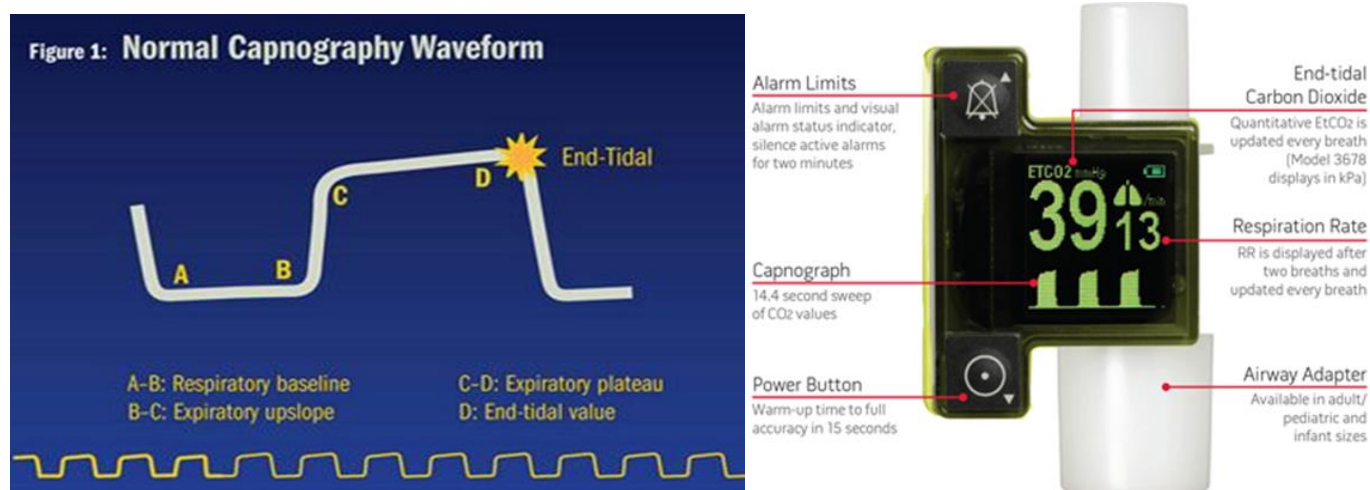 Figure 1: Normal Capnography Waveform
A
B
C
D
End-Tidal
A-B: Respiratory baseline
B-C: Expiratory upslope
C-D: Expiratory plateau
D: End-tidal value
Alarm Limits
Alarm limits and visual
alarm status indicator,
silence active alarms
for two minutes
Capnograph
14.4 second sweep
of CO2 values
Power Button
Warm-up time to full
accuracy in 15 seconds
ETCO2 mmHg
39
/min
13
End-tidal
Carbon Dioxide
Quantitative EtCO2 is
updated every breath
(Model 3678
displays in kPa)
Respiration Rate
RR is displayed after
two breaths and
updated every breath
Airway Adapter
Available in adult/
pediatric and
infant sizes